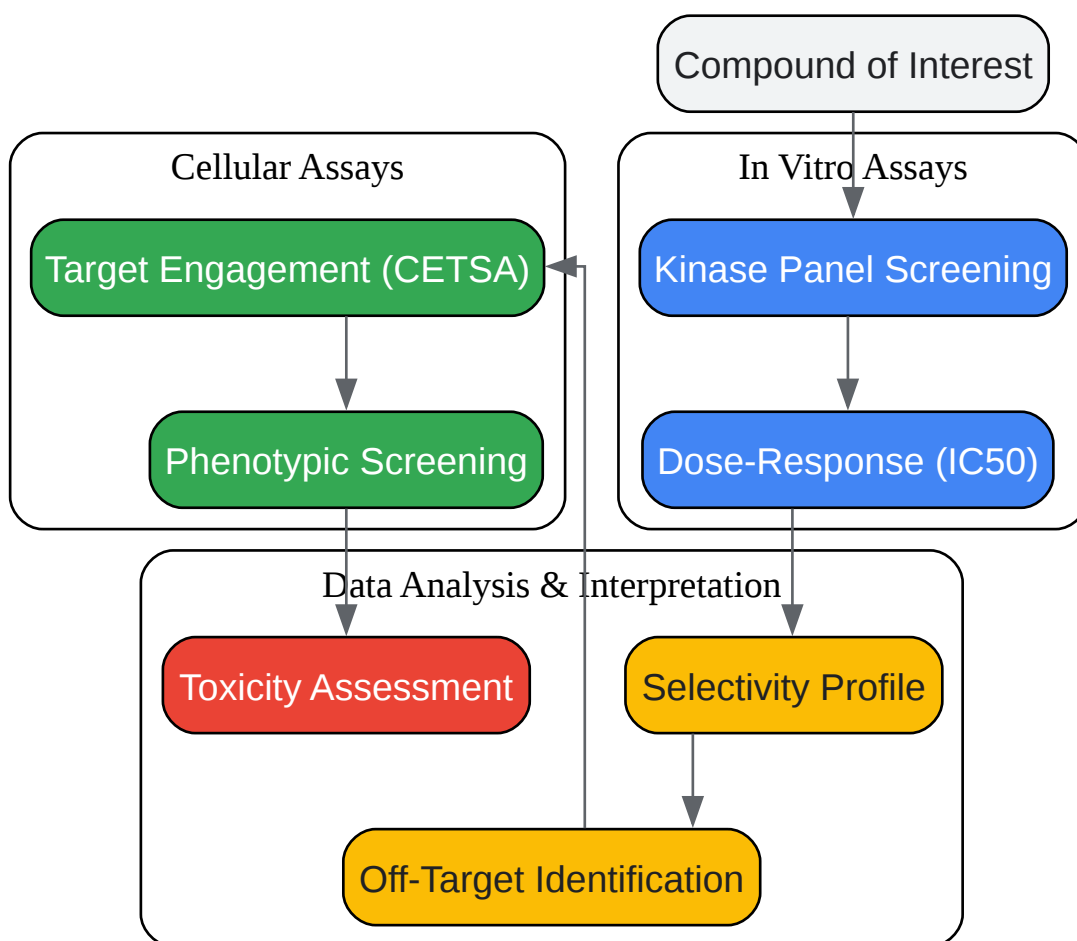 Compound of Interest
Cellular Assays
In Vitro Assays
Target Engagement (CETSA)
Kinase Panel Screening
Phenotypic Screening
Dose-Response (IC50)
Data Analysis & Interpretation
Toxicity Assessment
Selectivity Profile
Off-Target Identification